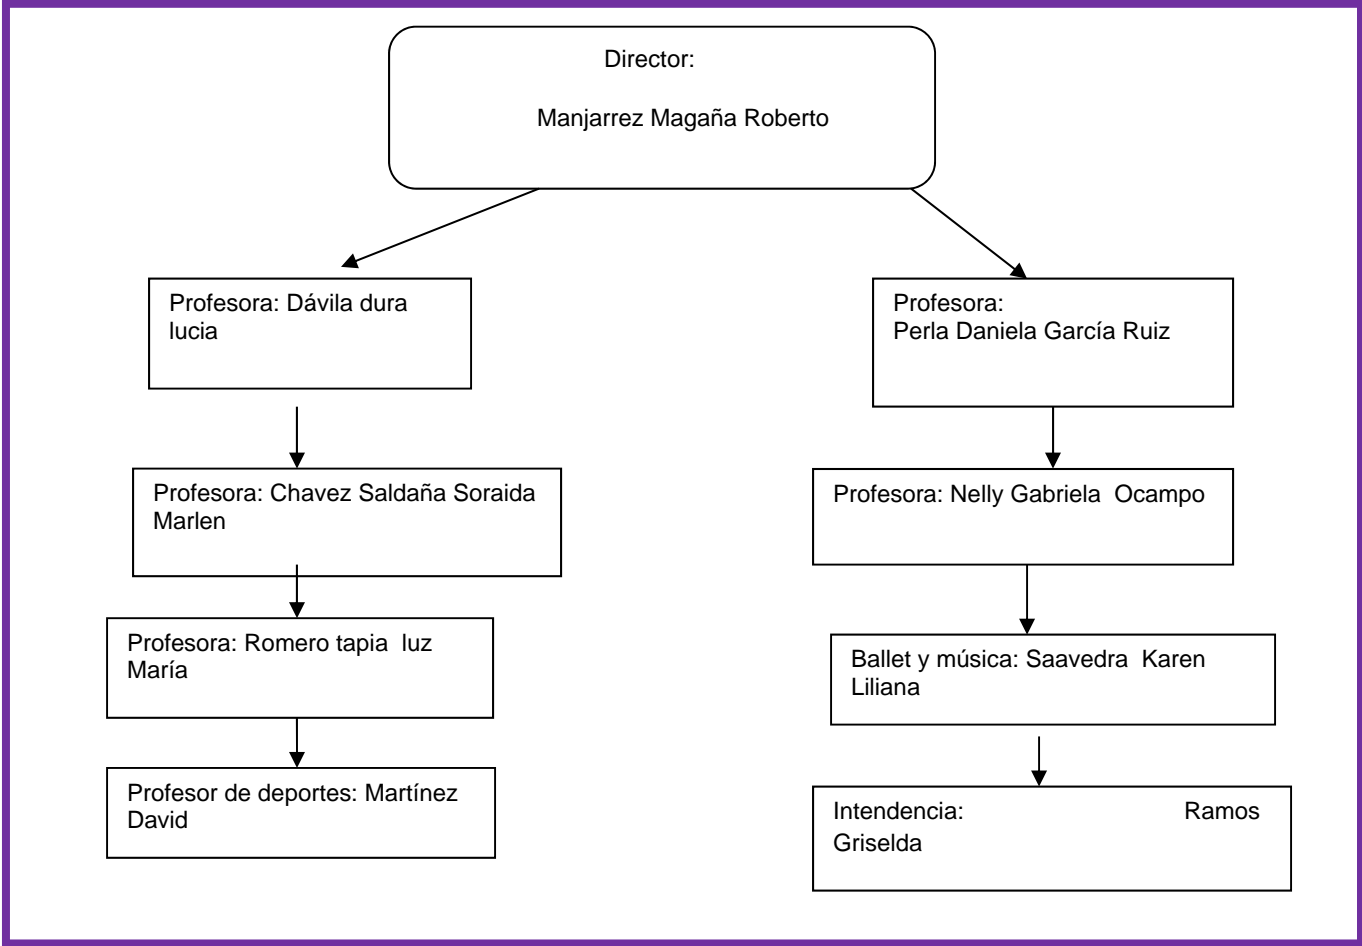 Director:
Manjarrez Magaña Roberto
Profesora: Dávila dura
lucia
Profesora:
Perla Daniela García Ruiz
Profesora: Chavez Saldaña Soraida
Marlen
Profesora: Nelly Gabriela  Ocampo
Profesora: Romero tapia  luz
María
Ballet y música: Saavedra  Karen
Liliana
Profesor de deportes: Martínez
David
Intendencia: Ramos
Griselda